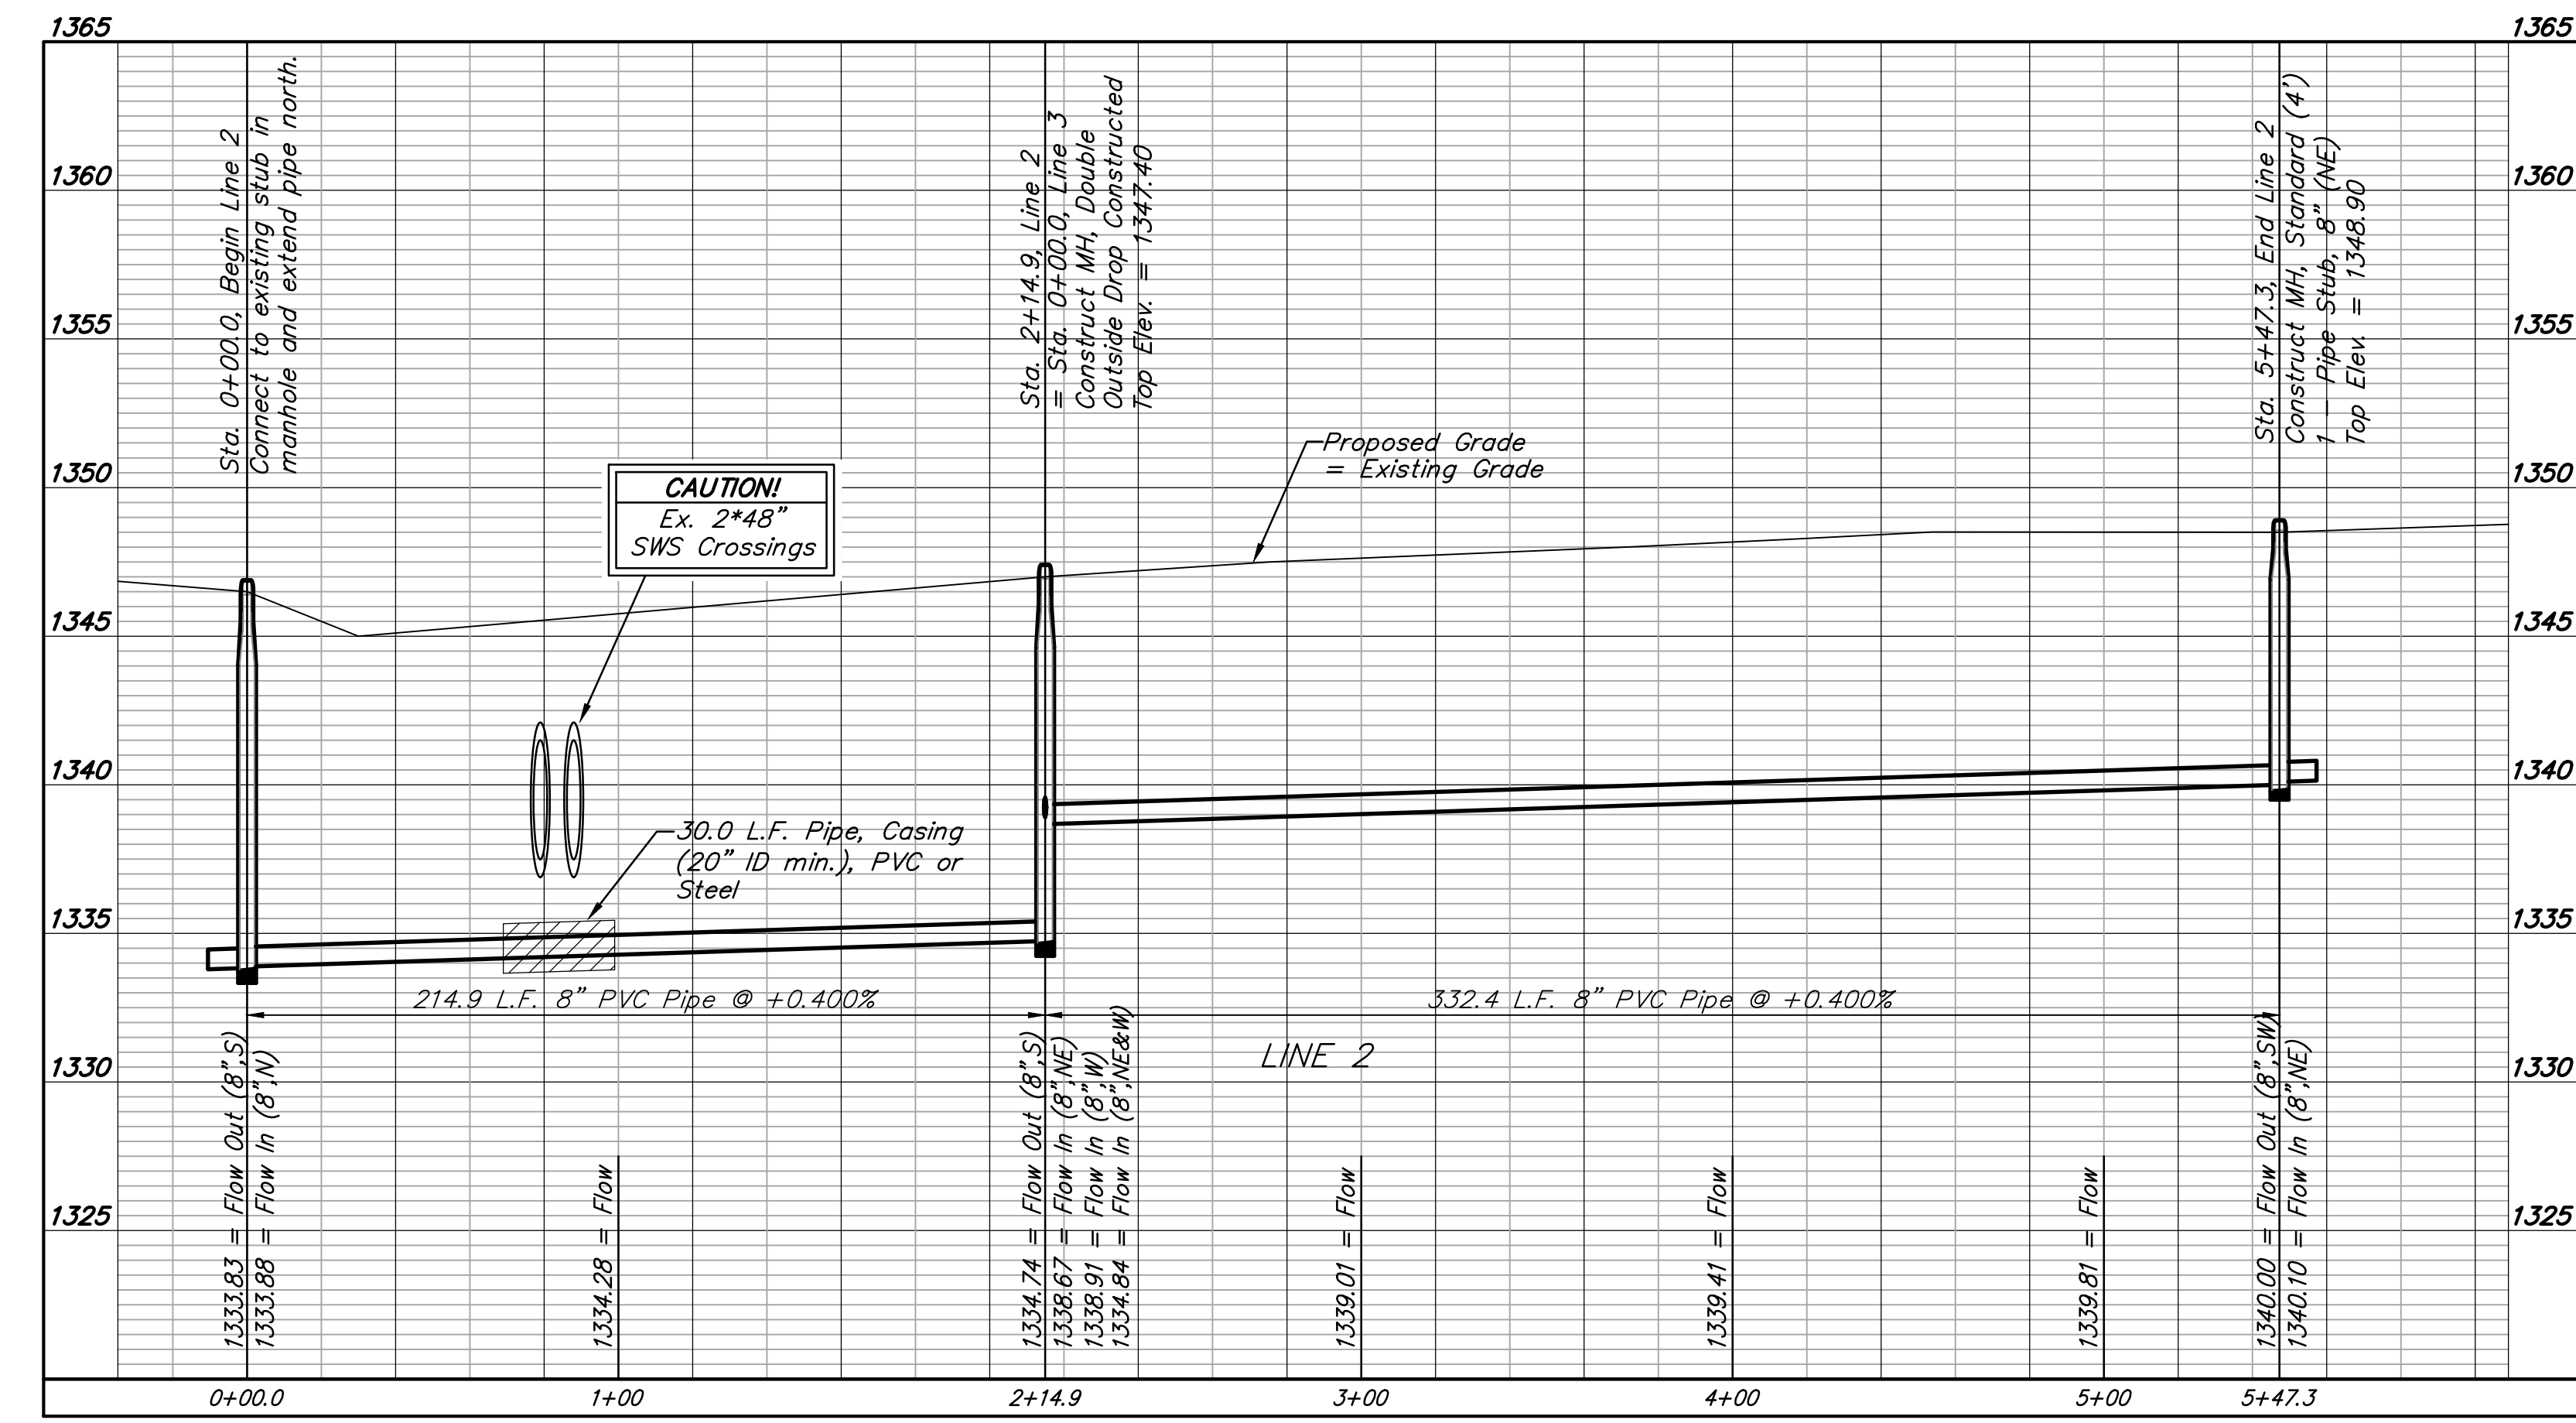 1365
1365
1360
1360
1355
1355
1350
1350
1345
1345
1340
1340
1335
1335
1330
1330
1325
1325
Sta. 0+00.0, Begin Line 2
Connect to existing stub in
manhole and extend pipe north.
Sta. 2+14.9, Line 2
= Sta. 0+00.0, Line 3
Construct MH, Double
Outside Drop Constructed
Top Elev. = 1347.40
Sta. 5+47.3, End Line 2
Construct MH, Standard (4')
1 - Pipe Stub, 8" (NE)
Top Elev. = 1348.90
Proposed Grade
= Existing Grade
CAUTION!
Ex. 2*48"
SWS Crossings
30.0 L.F. Pipe, Casing
(20" ID min.), PVC or
Steel
214.9 L.F. 8" PVC Pipe @ +0.400%
332.4 L.F. 8" PVC Pipe @ +0.400%
LINE 2
1333.83 = Flow Out (8",S)
1333.88 = Flow In (8",N)
1334.28 = Flow
1334.74 = Flow Out (8",S)
1338.67 = Flow In (8",NE)
1338.91 = Flow In (8",W)
1334.84 = Flow In (8",NE&W)
1339.01 = Flow
1339.41 = Flow
1339.81 = Flow
1340.00 = Flow Out (8",SW)
1340.10 = Flow In (8",NE)
0+00.0
1+00
2+14.9
3+00
4+00
5+00
5+47.3